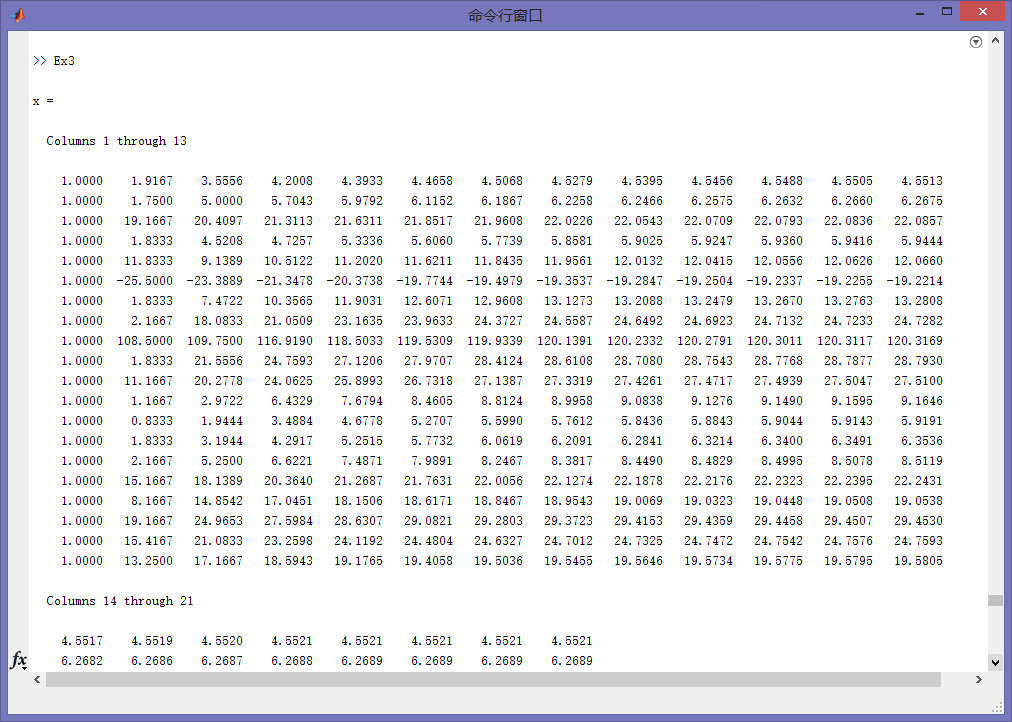 命令行窗口
>> Ex3
x =
Columns 1 through 13
1.0000 1.9167 3.5556 4.2008 4.3933 4.4658 4.5068 4.5279 4.5395 4.5456 4.5488 4.5505 4.5513
1.0000 1.7500 5.0000 5.7043 5.9792 6.1152 6.1867 6.2258 6.2466 6.2575 6.2632 6.2660 6.2675
1.0000 19.1667 20.4097 21.3113 21.6311 21.8517 21.9608 22.0226 22.0543 22.0709 22.0793 22.0836 22.0857
1.0000 1.8333 4.5208 4.7257 5.3336 5.6060 5.7739 5.8581 5.9025 5.9247 5.9360 5.9416 5.9444
1.0000 11.8333 9.1389 10.5122 11.2020 11.6211 11.8435 11.9561 12.0132 12.0415 12.0556 12.0626 12.0660
1.0000 -25.5000 -23.3889 -21.3478 -20.3738 -19.7744 -19.4979 -19.3537 -19.2847 -19.2504 -19.2337 -19.2255 -19.2214
1.0000 1.8333 7.4722 10.3565 11.9031 12.6071 12.9608 13.1273 13.2088 13.2479 13.2670 13.2763 13.2808
1.0000 2.1667 18.0833 21.0509 23.1635 23.9633 24.3727 24.5587 24.6492 24.6923 24.7132 24.7233 24.7282
1.0000 108.5000 109.7500 116.9190 118.5033 119.5309 119.9339 120.1391 120.2332 120.2791 120.3011 120.3117 120.3169
1.0000 1.8333 21.5556 24.7593 27.1206 27.9707 28.4124 28.6108 28.7080 28.7543 28.7768 28.7877 28.7930
1.0000 11.1667 20.2778 24.0625 25.8993 26.7318 27.1387 27.3319 27.4261 27.4717 27.4939 27.5047 27.5100
1.0000 1.1667 2.9722 6.4329 7.6794 8.4605 8.8124 8.9958 9.0838 9.1276 9.1490 9.1595 9.1646
1.0000 0.8333 1.9444 3.4884 4.6778 5.2707 5.5990 5.7612 5.8436 5.8843 5.9044 5.9143 5.9191
1.0000 1.8333 3.1944 4.2917 5.2515 5.7732 6.0619 6.2091 6.2841 6.3214 6.3400 6.3491 6.3536
1.0000 2.1667 5.2500 6.6221 7.4871 7.9891 8.2467 8.3817 8.4490 8.4829 8.4995 8.5078 8.5119
1.0000 15.1667 18.1389 20.3640 21.2687 21.7631 22.0056 22.1274 22.1878 22.2176 22.2323 22.2395 22.2431
1.0000 8.1667 14.8542 17.0451 18.1506 18.6171 18.8467 18.9543 19.0069 19.0323 19.0448 19.0508 19.0538
1.0000 19.1667 24.9653 27.5984 28.6307 29.0821 29.2803 29.3723 29.4153 29.4359 29.4458 29.4507 29.4530
1.0000 15.4167 21.0833 23.2598 24.1192 24.4804 24.6327 24.7012 24.7325 24.7472 24.7542 24.7576 24.7593
1.0000 13.2500 17.1667 18.5943 19.1765 19.4058 19.5036 19.5455 19.5646 19.5734 19.5775 19.5795 19.5805
Columns 14 through 21
4.5517 4.5519 4.5520 4.5521 4.5521 4.5521 4.5521 4.5521
6.2682 6.2686 6.2687 6.2688 6.2689 6.2689 6.2689 6.2689
fx